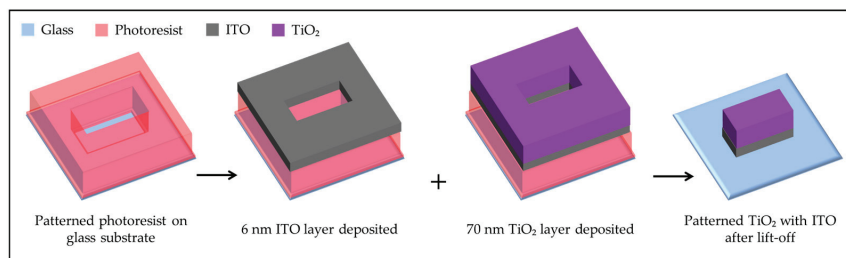 Glass Photoresist ITO TiO₂
Patterned photoresist on
glass substrate
6 nm ITO layer deposited
+
70 nm TiO₂ layer deposited
Patterned TiO₂ with ITO
after lift-off